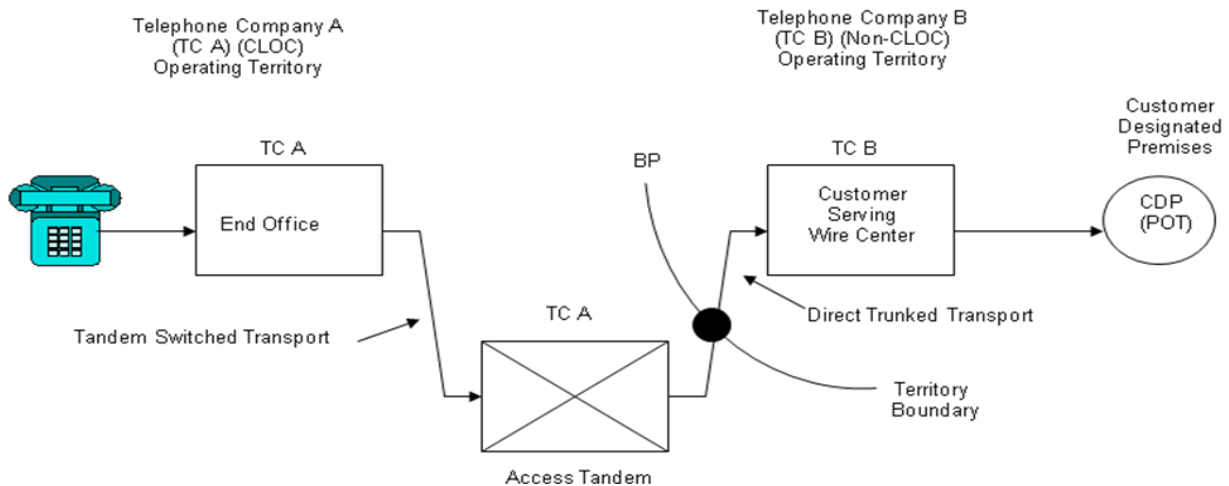 Telephone Company A
(TC A) (CLOC)
Operating Territory
Telephone Company B
(TC B) (Non-CLOC)
Operating Territory
Customer
Designated
Premises
TC A
BP
TC B
End Office
Customer
Serving
Wire Center
CDP
(POT)
Tandem Switched Transport
TC A
Direct Trunked Transport
Territory
Boundary
Access Tandem